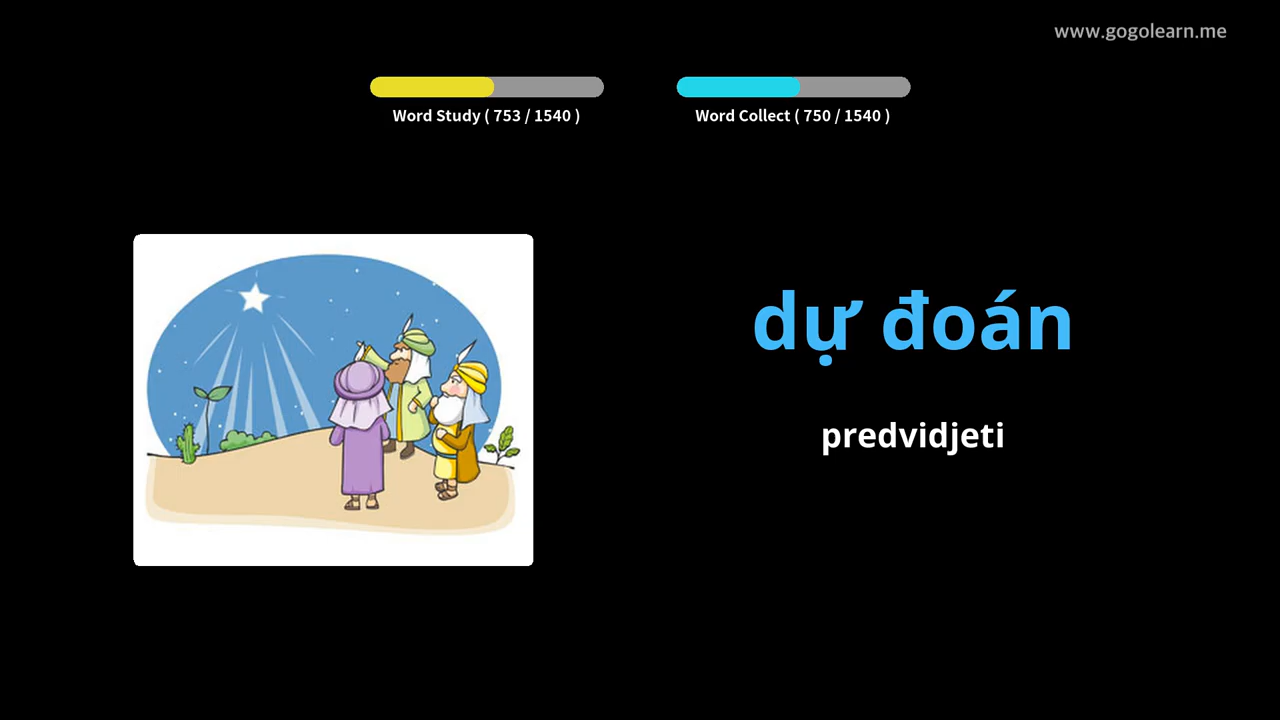 www.gogolearn.me
Word Study ( 753 / 1540 )
Word Collect ( 750 / 1540 )
dự đoán
predvidjeti